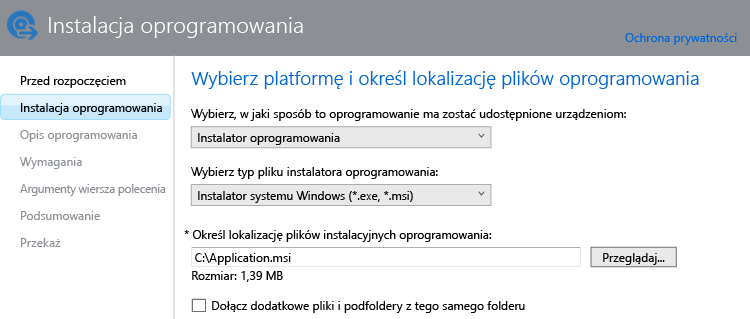 Instalacja oprogramowania
Ochrona prywatności
Przed rozpoczęciem
Instalacja oprogramowania
Opis oprogramowania
Wymagania
Argumenty wiersza polecenia
Podsumowanie
Przekaż
Wybierz platformę i określ lokalizację plików oprogramowania
Wybierz, w jaki sposób to oprogramowanie ma zostać udostępnione urządzeniom:
Instalator oprogramowania
Wybierz typ pliku instalatora oprogramowania:
Instalator systemu Windows (*.exe, *.msi)
* Określ lokalizację plików instalacyjnych oprogramowania:
C:\Application.msi
Przeglądaj...
Rozmiar: 1,39 MB
Dołącz dodatkowe pliki i podfoldery z tego samego folderu